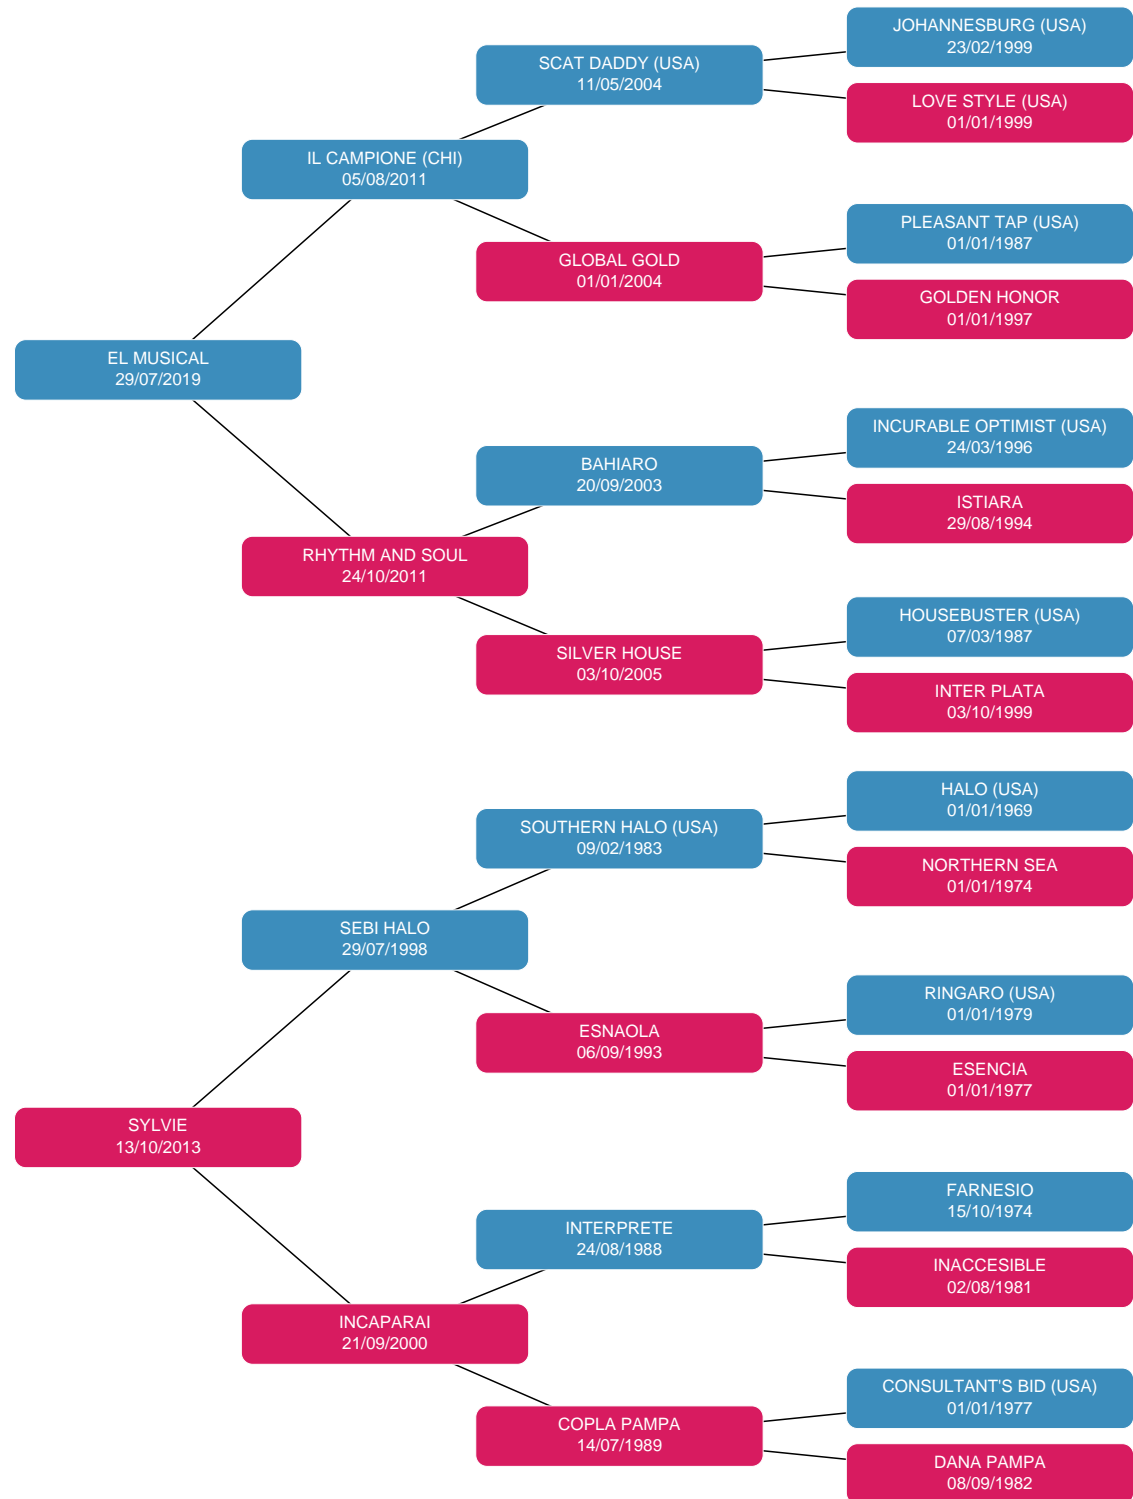 JOHANNESBURG (USA)
23/02/1999
SCAT DADDY (USA)
11/05/2004
LOVE STYLE (USA)
01/01/1999
IL CAMPIONE (CHI)
05/08/2011
PLEASANT TAP (USA)
01/01/1987
GLOBAL GOLD
01/01/2004
GOLDEN HONOR
01/01/1997
EL MUSICAL
29/07/2019
INCURABLE OPTIMIST (USA)
24/03/1996
BAHIARO
20/09/2003
ISTIARA
29/08/1994
RHYTHM AND SOUL
24/10/2011
HOUSEBUSTER (USA)
07/03/1987
SILVER HOUSE
03/10/2005
INTER PLATA
03/10/1999
HALO (USA)
01/01/1969
SOUTHERN HALO (USA)
09/02/1983
NORTHERN SEA
01/01/1974
SEBI HALO
29/07/1998
RINGARO (USA)
01/01/1979
ESNAOLA
06/09/1993
ESENCIA
01/01/1977
SYLVIE
13/10/2013
FARNESIO
15/10/1974
INTERPRETE
24/08/1988
INACCESIBLE
02/08/1981
INCAPARAI
21/09/2000
CONSULTANT'S BID (USA)
01/01/1977
COPLA PAMPA
14/07/1989
DANA PAMPA
08/09/1982